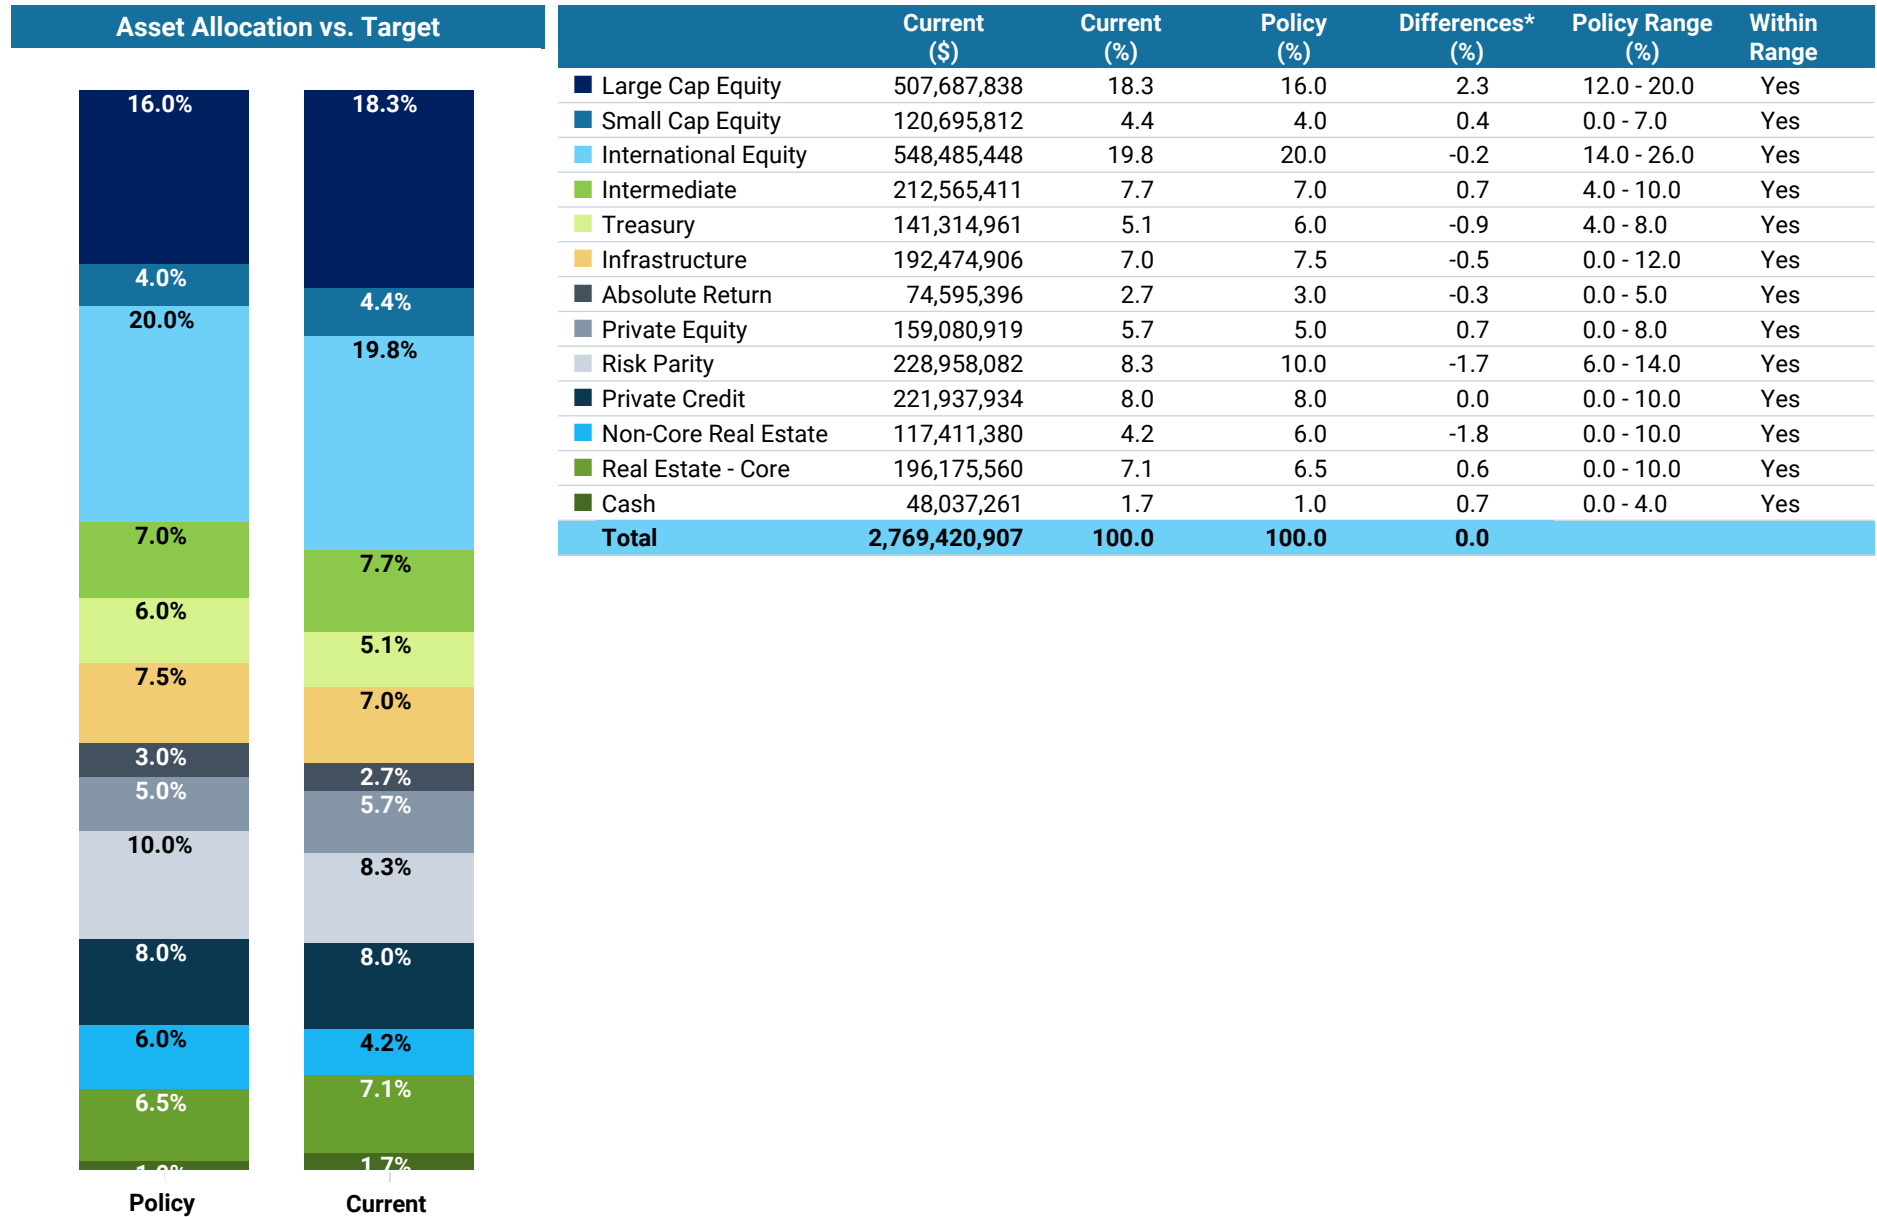 Asset Allocation vs. Target
16.0%
4.0%
20.0%
7.0%
6.0%
7.5%
3.0%
5.0%
10.0%
8.0%
6.0%
6.5%
Policy
18.3%
4.4%
19.8%
7.7%
5.1%
7.0%
2.7%
5.7%
8.3%
8.0%
4.2%
7.1%
1.7%
Current
Current ($) Current (%) Policy (%) Differences* (%) Policy Range (%) Within Range
Large Cap Equity 507,687,838 18.3 16.0 2.3 12.0 - 20.0 Yes
Small Cap Equity 120,695,812 4.4 4.0 0.4 0.0 - 7.0 Yes
International Equity 548,485,448 19.8 20.0 -0.2 14.0 - 26.0 Yes
Intermediate 212,565,411 7.7 7.0 0.7 4.0 - 10.0 Yes
Treasury 141,314,961 5.1 6.0 -0.9 4.0 - 8.0 Yes
Infrastructure 192,474,906 7.0 7.5 -0.5 0.0 - 12.0 Yes
Absolute Return 74,595,396 2.7 3.0 -0.3 0.0 - 5.0 Yes
Private Equity 159,080,919 5.7 5.0 0.7 0.0 - 8.0 Yes
Risk Parity 228,958,082 8.3 10.0 -1.7 6.0 - 14.0 Yes
Private Credit 221,937,934 8.0 8.0 0.0 0.0 - 10.0 Yes
Non-Core Real Estate 117,411,380 4.2 6.0 -1.8 0.0 - 10.0 Yes
Real Estate - Core 196,175,560 7.1 6.5 0.6 0.0 - 10.0 Yes
Cash 48,037,261 1.7 1.0 0.7 0.0 - 4.0 Yes
Total 2,769,420,907 100.0 100.0 0.0